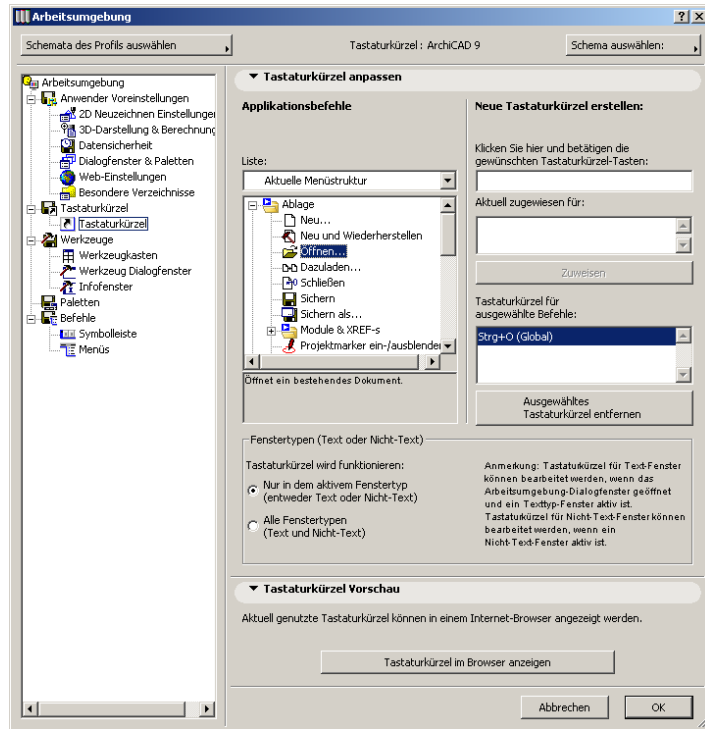 Arbeitsumgebung
Schemata des Profils auswählen
Tastaturkürzel : ArchiCAD 9
Schema auswählen:
Arbeitsumgebung
Anwender Voreinstellungen
2D Neuzeichnen Einstellungen
3D-Darstellung & Berechnung
Datensicherheit
Dialogfenster & Paletten
Web-Einstellungen
Besondere Verzeichnisse
Tastaturkürzel
Tastaturkürzel
Werkzeuge
Werkzeugkasten
Werkzeug Dialogfenster
Infofenster
Paletten
Befehle
Symbolleiste
Menüs
Tastaturkürzel anpassen
Applikationsbefehle
Liste:
Aktuelle Menüstruktur
Ablage
Neu...
Neu und Wiederherstellen
Öffnen...
Dazuladen...
Schließen
Sichern
Sichern als...
Module & XREF-s
Projektmarker ein-/ausblenden
Öffnet ein bestehendes Dokument.
Neue Tastaturkürzel erstellen:
Klicken Sie hier und betätigen die
gewünschten Tastaturkürzel-Tasten:
Aktuell zugewiesen für:
Zuweisen
Tastaturkürzel für
ausgewählte Befehle:
Strg+O (Global)
Ausgewähltes
Tastaturkürzel entfernen
Fenstertypen (Text oder Nicht-Text)
Tastaturkürzel wird funktionieren:
Nur in dem aktivem Fenstertyp
(entweder Text oder Nicht-Text)
Alle Fenstertypen
(Text und Nicht-Text)
Anmerkung: Tastaturkürzel für Text-Fenster
können bearbeitet werden, wenn das
Arbeitsumgebung-Dialogfenster geöffnet
und ein Texttyp-Fenster aktiv ist.
Tastaturkürzel für Nicht-Text-Fenster können
bearbeitet werden, wenn ein
Nicht-Text-Fenster aktiv ist.
Tastaturkürzel Vorschau
Aktuell genutzte Tastaturkürzel können in einem Internet-Browser angezeigt werden.
Tastaturkürzel im Browser anzeigen
Abbrechen
OK